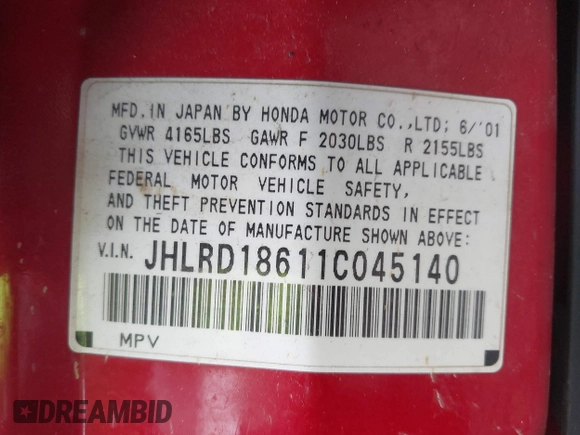 MFD.IN JAPAN BY HONDA MOTOR CO.,LTD; 6/'01
GVWR 4165LBS GAWR F 2030LBS R 2155LBS
THIS VEHICLE CONFORMS TO ALL APPLICABLE
FEDERAL MOTOR VEHICLE SAFETY,
AND THEFT PREVENTION STANDARDS IN EFFECT
ON THE DATE OF MANUFACTURE SHOWN ABOVE:
V.I.N. JHLRD18611C045140
MPV
DREAMBID